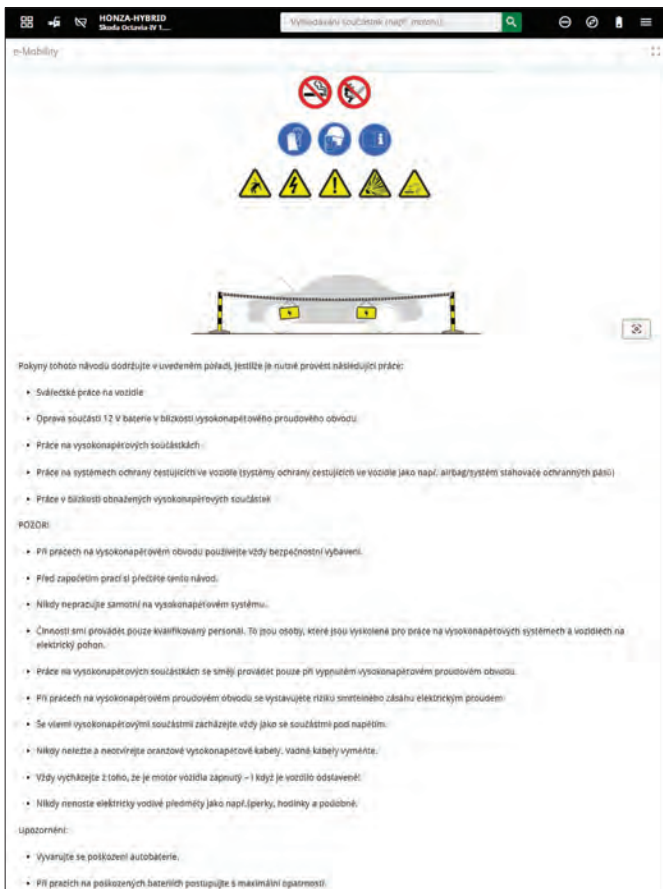 HONZA-HYBRID
Skoda Octavia IV 1....
Vyhledávání součástek (např. motorů)
e-Mobility
Pokyny tohoto návodu dodržujte v uvedeném pořadí, jestliže je nutné provést následující práce:
• Svářečské práce na vozidle
• Oprava součástí 12 V baterie v blízkosti vysokonapěťového proudového obvodu
• Práce na vysokonapěťových součástkách
• Práce na systémech ochrany cestujících ve vozidle (systémy ochrany cestujících ve vozidle jako např. airbag/systém stahovače ochranných pásů)
• Práce v blízkosti obnažených vysokonapěťových součástek
POZOR!
• Při pracech na vysokonapěťovém obvodu používejte vždy bezpečnostní vybavení.
• Před započetím prací si přečtěte tento návod.
• Nikdy nepracujte samotní na vysokonapěťovém systému.
• Činnosti smí provádět pouze kvalifikovaný personál. To jsou osoby, které jsou vyškolené pro práce na vysokonapěťových systémech a vozidlech na
elektrický pohon.
• Práce na vysokonapěťových součástkách se smějí provádět pouze při vypnutém vysokonapěťovém proudovém obvodu.
• Při pracech na vysokonapěťovém proudovém obvodu se vystavujete riziku smrtelného zásahu elektrickým proudem
• Se všemi vysokonapěťovými součástmi zacházejte vždy jako se součástmi pod napětím.
• Nikdy neřežte a neotvírejte oranžové vysokonapěťové kabely. Vadné kabely vyměňte.
• Vždy vycházejte z toho, že je motor vozidla zapnutý – i když je vozidlo odstavené!
• Nikdy nenoste elektricky vodivé předměty jako např.šperky, hodinky a podobně.
Upozornění:
• Vyvarujte se poškození autobaterie.
• Při pracích na poškozených bateriích postupujte s maximální opatrností.